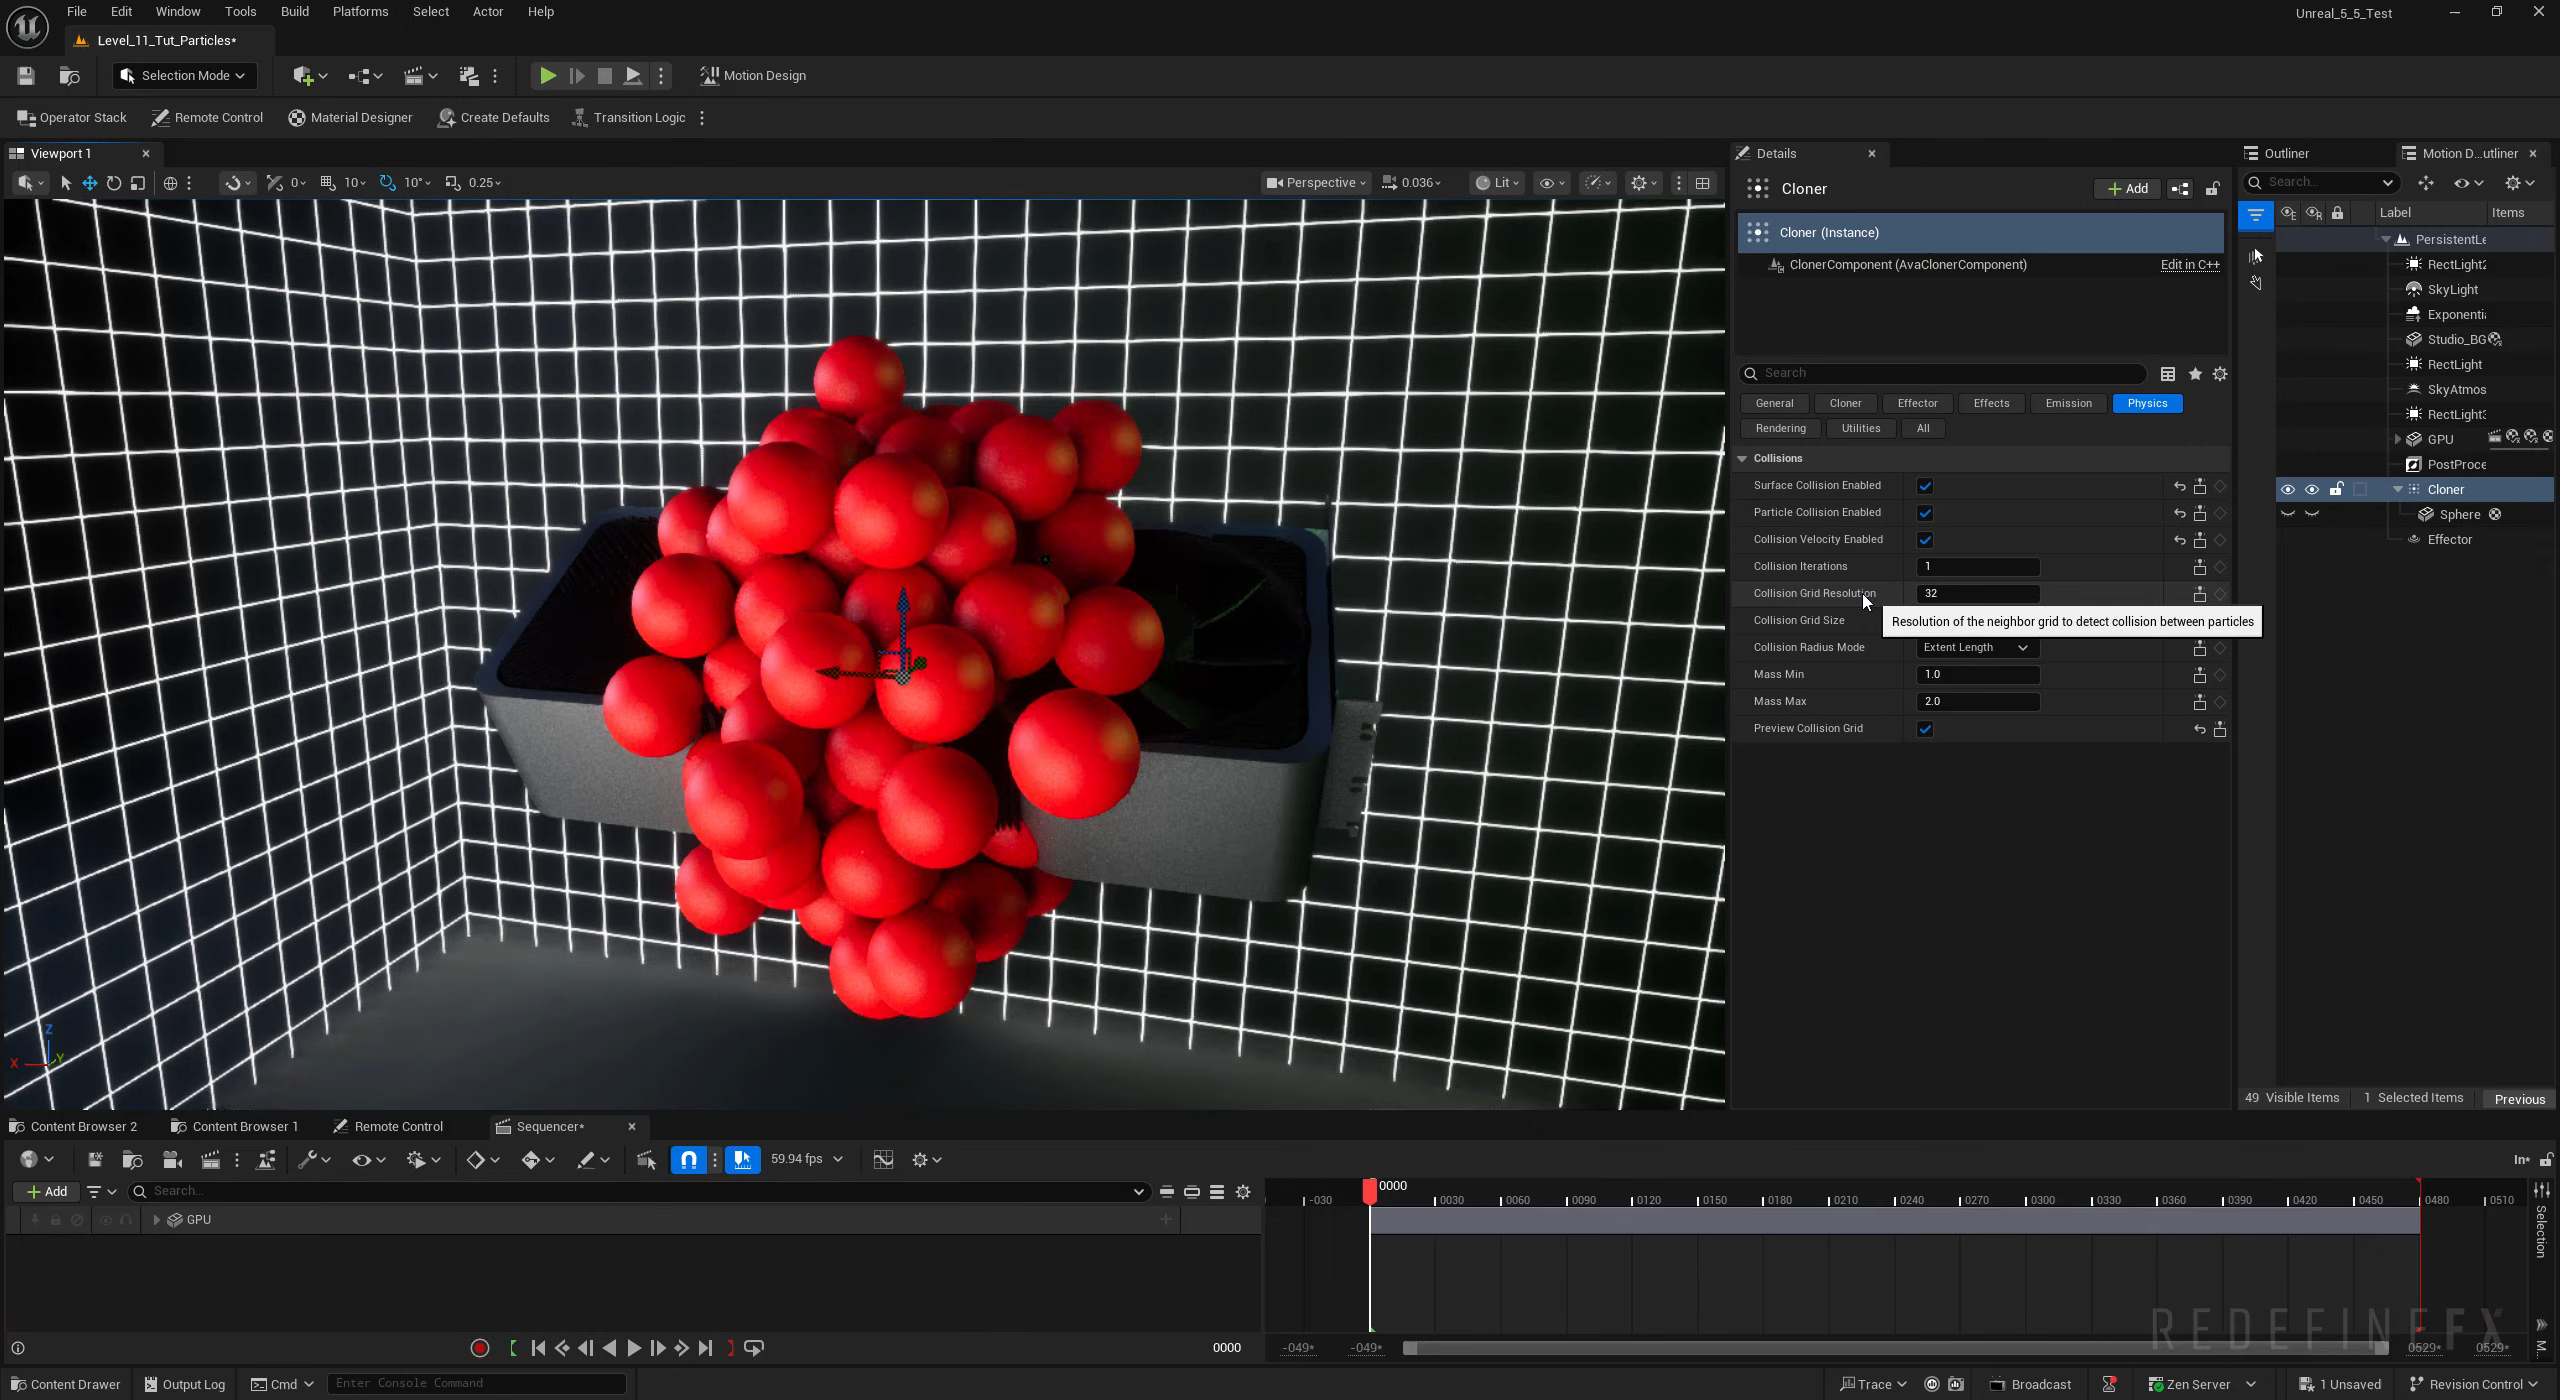 File Edit Window Tools Build Platforms Select Actor Help
Unreal_5_5_Test
Level_11_Tut_Particles*
Selection Mode
Motion Design
Operator Stack
Remote Control
Material Designer
Create Defaults
Transition Logic
Viewport 1
Details
Outliner
Motion D...utliner
0
10
10°
0.25
Perspective
0.036
Lit
Cloner
Add
Search...
Label
Items
Cloner (Instance)
ClonerComponent (AvaClonerComponent)
Edit in C++
Search
General
Cloner
Effector
Effects
Emission
Physics
Rendering
Utilities
All
Collisions
Surface Collision Enabled
Particle Collision Enabled
Collision Velocity Enabled
Collision Iterations
1
Collision Grid Resolution
32
Resolution of the neighbor grid to detect collision between particles
Collision Grid Size
Collision Radius Mode
Extent Length
Mass Min
1.0
Mass Max
2.0
Preview Collision Grid
PersistentLe
RectLight2
SkyLight
Exponentia
Studio_BG
RectLight
SkyAtmos
RectLight3
GPU
PostProce
Cloner
Sphere
Effector
Z
X
Y
49 Visible Items
1 Selected Items
Previous
Content Browser 2
Content Browser 1
Remote Control
Sequencer*
59.94 fps
In*
Add
Search...
GPU
0000
-030
0030
0060
0090
0120
0150
0180
0210
0240
0270
0300
0330
0360
0390
0420
0450
0480
0510
Selection
M...
0000
-049*
-049*
0529*
0529*
REDEFINEFX
Content Drawer
Output Log
Cmd
Enter Console Command
Trace
Broadcast
Zen Server
1 Unsaved
Revision Control